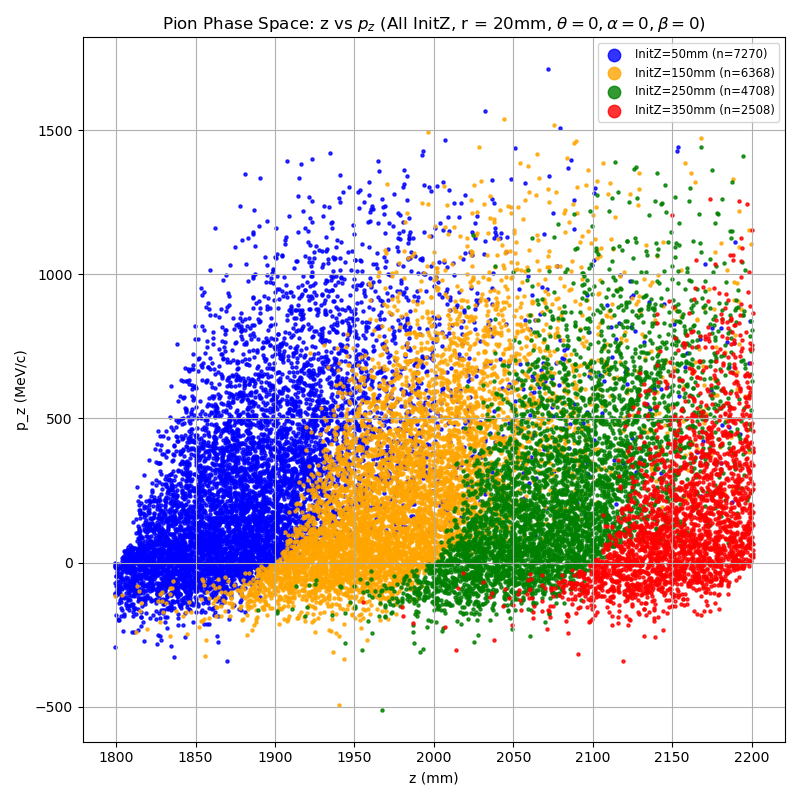 Pion Phase Space: z vs p_z (All InitZ, r = 20mm, θ = 0, α = 0, β = 0)
InitZ=50mm (n=7270)
InitZ=150mm (n=6368)
InitZ=250mm (n=4708)
InitZ=350mm (n=2508)
p_z (MeV/c)
1500
1000
500
0
−500
1800 1850 1900 1950 2000 2050 2100 2150 2200
z (mm)